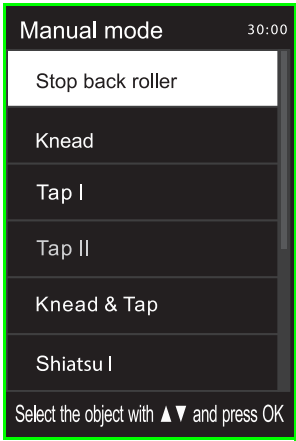 Manual mode 30:00
Stop back roller
Knead
Tap I
Tap II
Knead & Tap
Shiatsu I
Select the object with ▲▼ and press OK